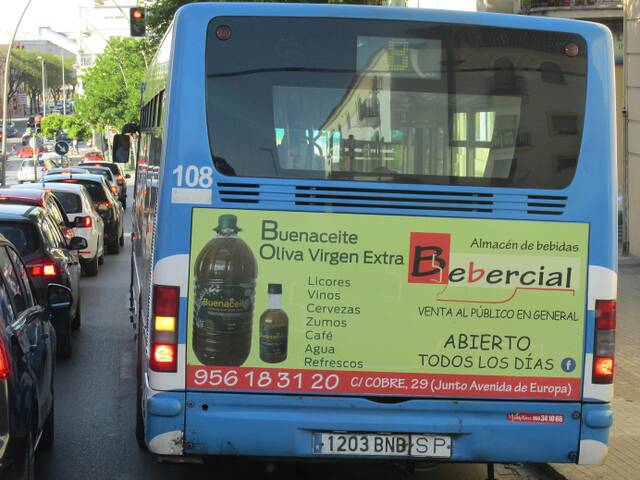 108
Buenaceite
Oliva Virgen Extra
Buenaceite
Licores
Vinos
Cervezas
Zumos
Café
Agua
Refrescos
Almacén de bebidas
Bebercial
VENTA AL PÚBLICO EN GENERAL
ABIERTO
TODOS LOS DÍAS
f
956 18 31 20 C/ COBRE, 29 (Junto Avenida de Europa)
1203 BNB SP